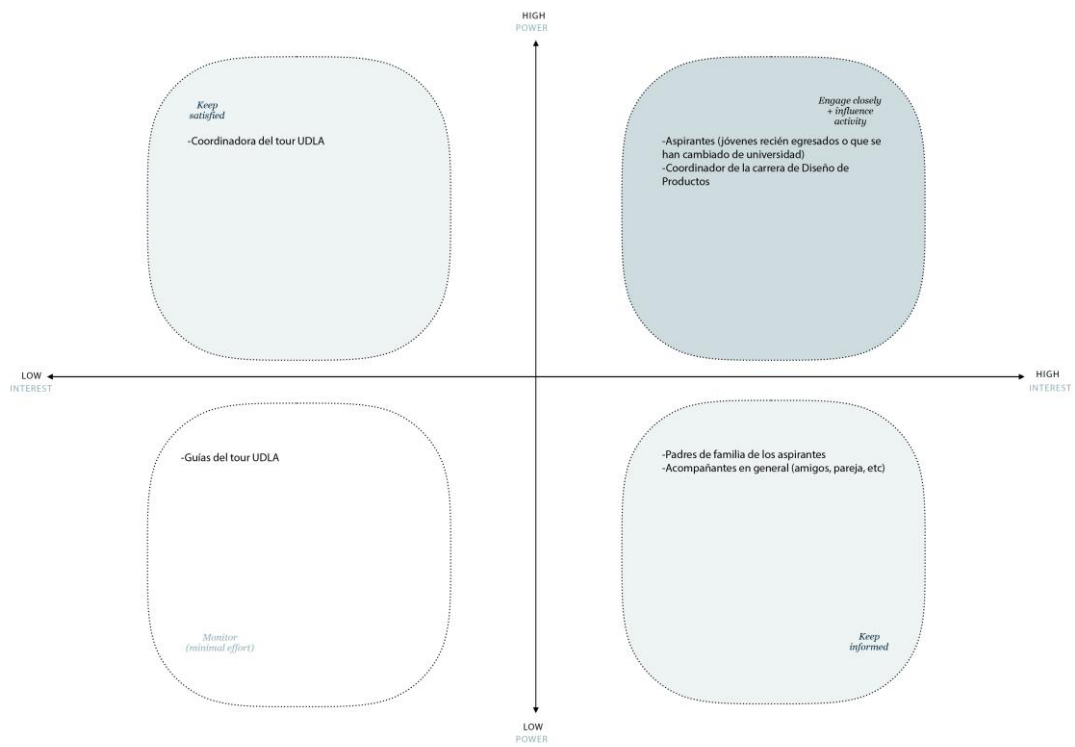 HIGH
POWER
Keep
satisfied
-Coordinadora del tour UDLA
Engage closely
+ influence
activity
-Aspirantes (jóvenes recién egresados o que se
han cambiado de universidad)
-Coordinador de la carrera de Diseño de
Productos
LOW
INTEREST
HIGH
INTEREST
-Guías del tour UDLA
Monitor
(minimal effort)
-Padres de familia de los aspirantes
-Acompañantes en general (amigos, pareja, etc)
Keep
informed
LOW
POWER